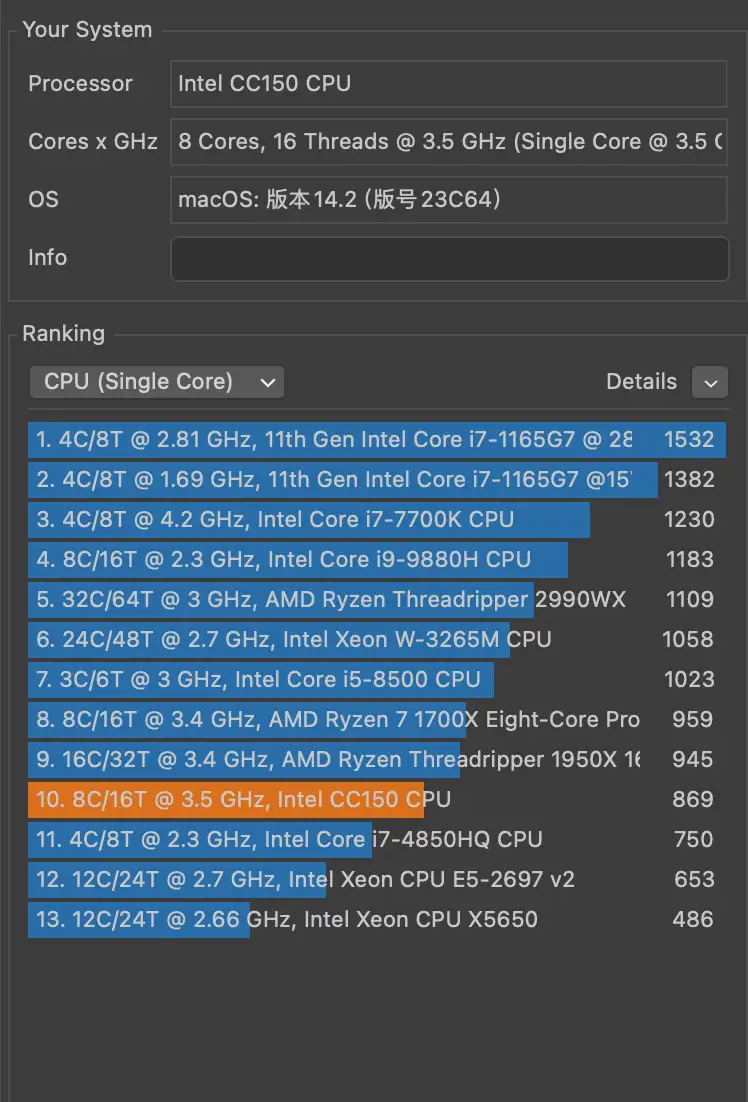 Your System
Processor Intel CC150 CPU
Cores x GHz 8 Cores, 16 Threads @ 3.5 GHz (Single Core @ 3.5
OS macOS: 版本14.2 (版号23C64)
Info
Ranking
CPU (Single Core) Details
1. 4C/8T @ 2.81 GHz, 11th Gen Intel Core i7-1165G7 @ 28 1532
2. 4C/8T @ 1.69 GHz, 11th Gen Intel Core i7-1165G7 @15 1382
3. 4C/8T @ 4.2 GHz, Intel Core i7-7700K CPU 1230
4. 8C/16T @ 2.3 GHz, Intel Core i9-9880H CPU 1183
5. 32C/64T @ 3 GHz, AMD Ryzen Threadripper 2990WX 1109
6. 24C/48T @ 2.7 GHz, Intel Xeon W-3265M CPU 1058
7. 3C/6T @ 3 GHz, Intel Core i5-8500 CPU 1023
8. 8C/16T @ 3.4 GHz, AMD Ryzen 7 1700X Eight-Core Pro 959
9. 16C/32T @ 3.4 GHz, AMD Ryzen Threadripper 1950X 16 945
10. 8C/16T @ 3.5 GHz, Intel CC150 CPU 869
11. 4C/8T @ 2.3 GHz, Intel Core i7-4850HQ CPU 750
12. 12C/24T @ 2.7 GHz, Intel Xeon CPU E5-2697 v2 653
13. 12C/24T @ 2.66 GHz, Intel Xeon CPU X5650 486